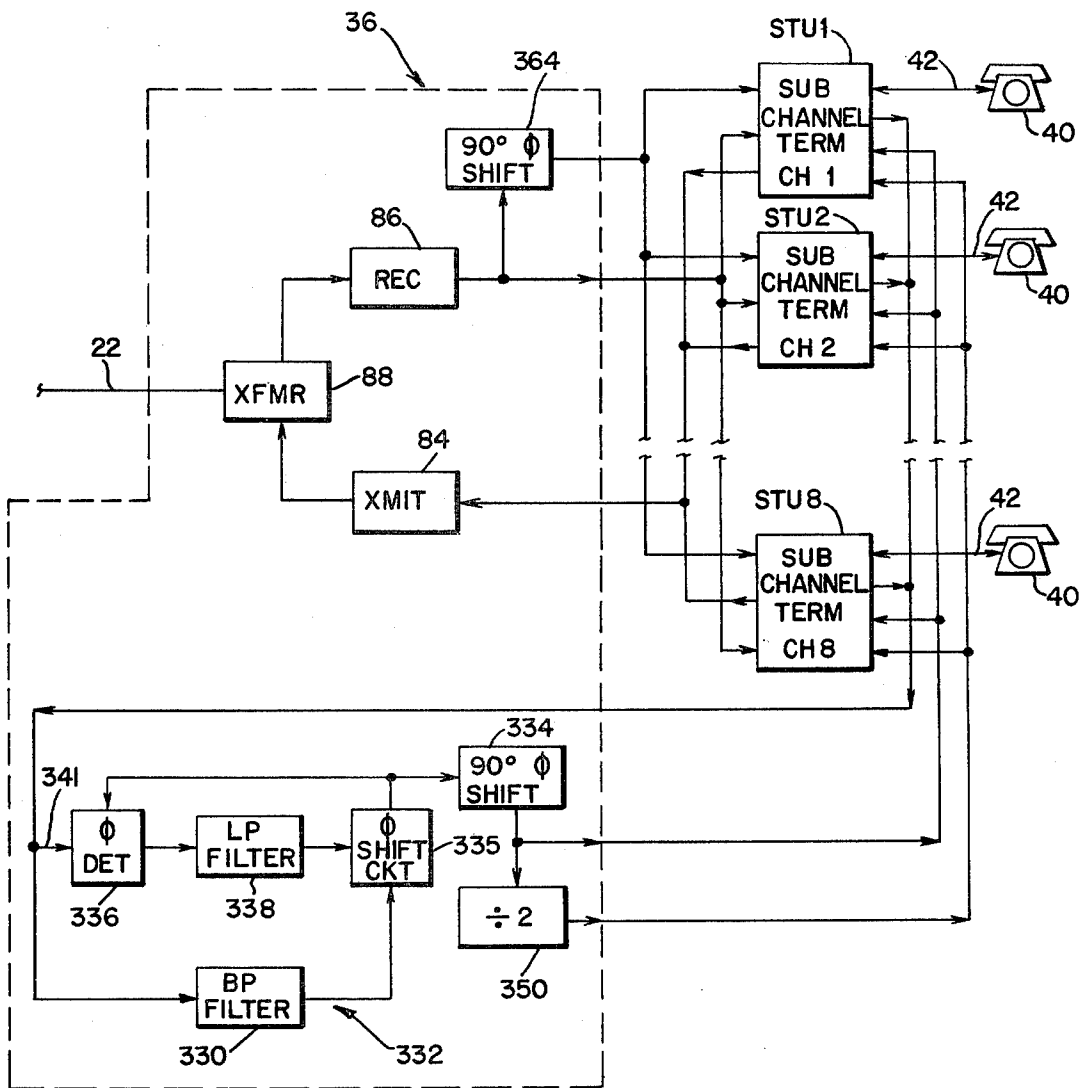 36
364
90° ϕ
SHIFT
86
REC
22
XFMR
88
84
XMIT
STU1
SUB
CHANNEL
TERM
CH 1
42
40
STU2
SUB
CHANNEL
TERM
CH 2
42
40
STU8
SUB
CHANNEL
TERM
CH 8
42
40
334
90° ϕ
SHIFT
341
ϕ
DET
336
LP
FILTER
338
ϕ
SHIFT
CKT
335
÷ 2
350
BP
FILTER
330
332